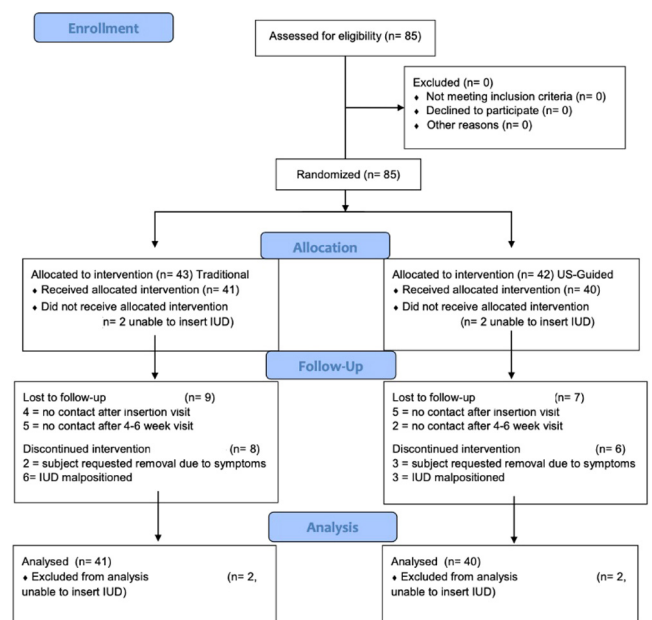 Enrollment
Assessed for eligibility (n= 85)
Excluded (n= 0)
♦ Not meeting inclusion criteria (n= 0)
♦ Declined to participate (n= 0)
♦ Other reasons (n= 0)
Randomized (n= 85)
Allocation
Allocated to intervention (n= 43) Traditional
♦ Received allocated intervention (n= 41)
♦ Did not receive allocated intervention
n= 2 unable to insert IUD)
Allocated to intervention (n= 42) US-Guided
♦ Received allocated intervention (n= 40)
♦ Did not receive allocated intervention
(n= 2 unable to insert IUD)
Follow-Up
Lost to follow-up (n= 9)
4 = no contact after insertion visit
5 = no contact after 4-6 week visit
Discontinued intervention (n= 8)
2 = subject requested removal due to symptoms
6= IUD malpositioned
Lost to follow-up (n= 7)
5 = no contact after insertion visit
2 = no contact after 4-6 week visit
Discontinued intervention (n= 6)
3 = subject requested removal due to symptoms
3 = IUD malpositioned
Analysis
Analysed (n= 41)
♦ Excluded from analysis (n= 2,
unable to insert IUD)
Analysed (n= 40)
♦ Excluded from analysis (n= 2,
unable to insert IUD)